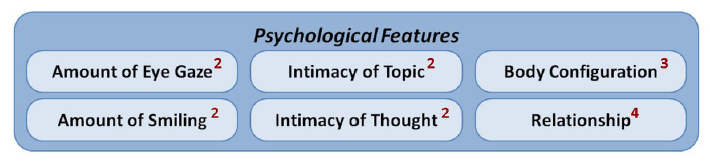 Psychological Features
Amount of Eye Gaze2 Intimacy of Topic2 Body Configuration3
Amount of Smiling2 Intimacy of Thought2 Relationship4